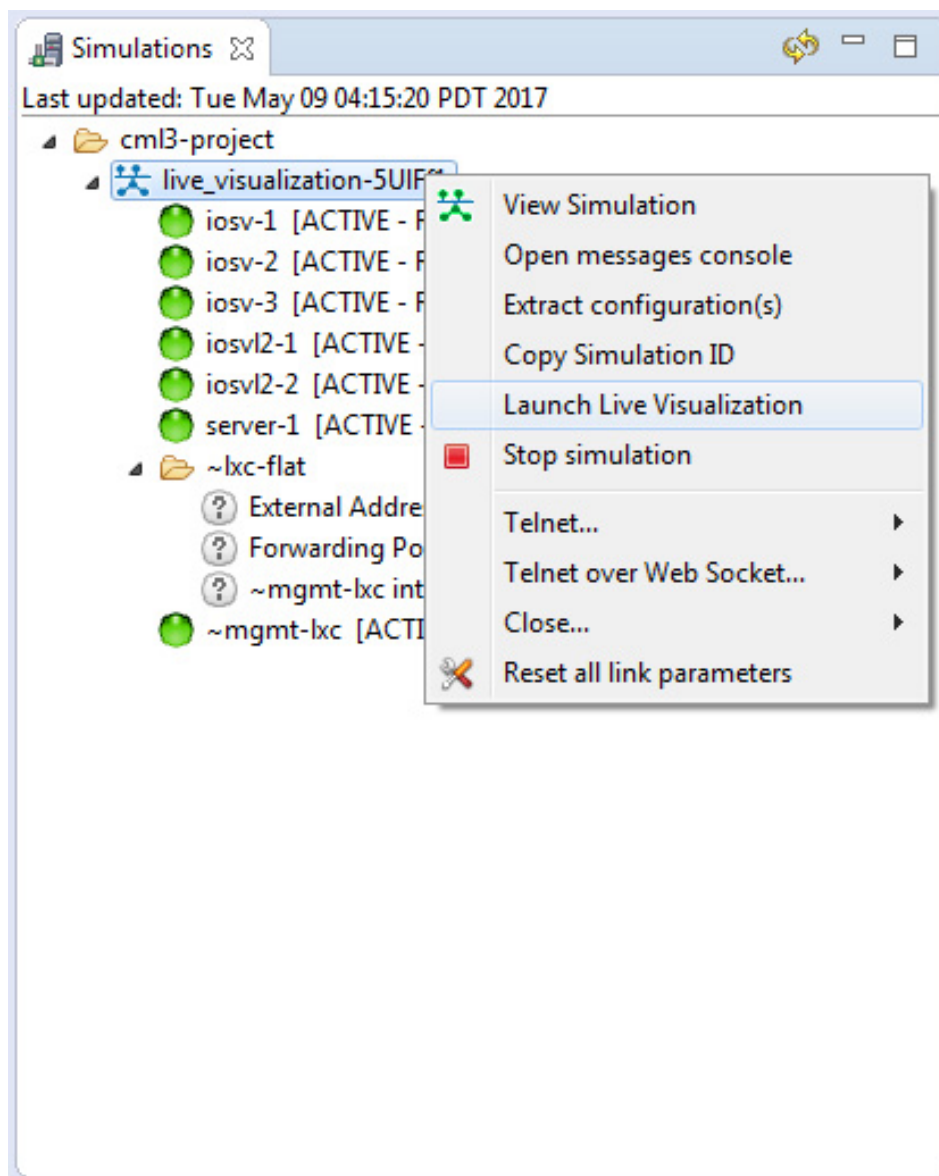 Simulations
Last updated: Tue May 09 04:15:20 PDT 2017
cml3-project
live_visualization-5UIF
iosv-1 [ACTIVE -
iosv-2 [ACTIVE -
iosv-3 [ACTIVE -
iosvl2-1 [ACTIVE -
iosvl2-2 [ACTIVE -
server-1 [ACTIVE -
~lxc-flat
External Addre
Forwarding Po
~mgmt-lxc int
~mgmt-lxc [ACTI
View Simulation
Open messages console
Extract configuration(s)
Copy Simulation ID
Launch Live Visualization
Stop simulation
Telnet...
Telnet over Web Socket...
Close...
Reset all link parameters